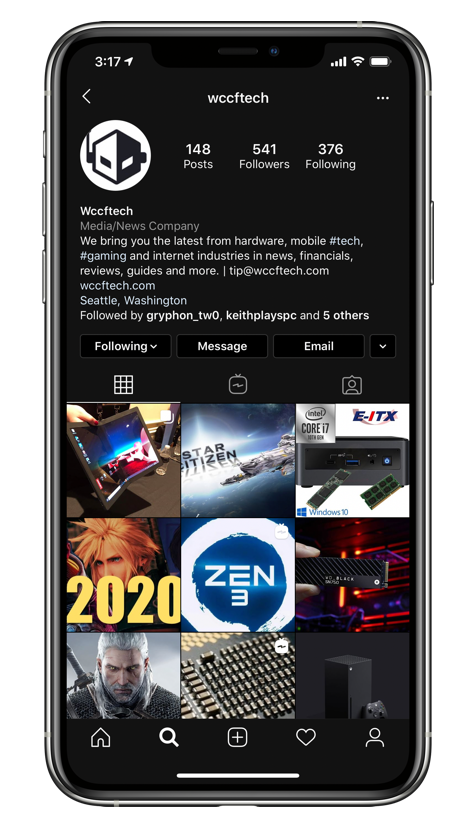 3:17
wccftech
148
541
376
Posts
Followers
Following
Wccftech
Media/News Company
We bring you the latest from hardware, mobile #tech,
#gaming and internet industries in news, financials,
reviews, guides and more. | tip@wccftech.com
wccftech.com
Seattle, Washington
Followed by gryphon_tw0, keithplayspc and 5 others
Following
Message
Email
STAR
CITIZEN
intel
CORE i7
10TH GEN
E-ITX
Windows 10
2020
ZEN
3
WD_BLACK
SN750